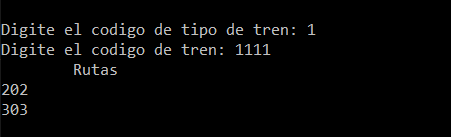 Digite el codigo de tipo de tren: 1
Digite el codigo de tren: 1111
Rutas
202
303